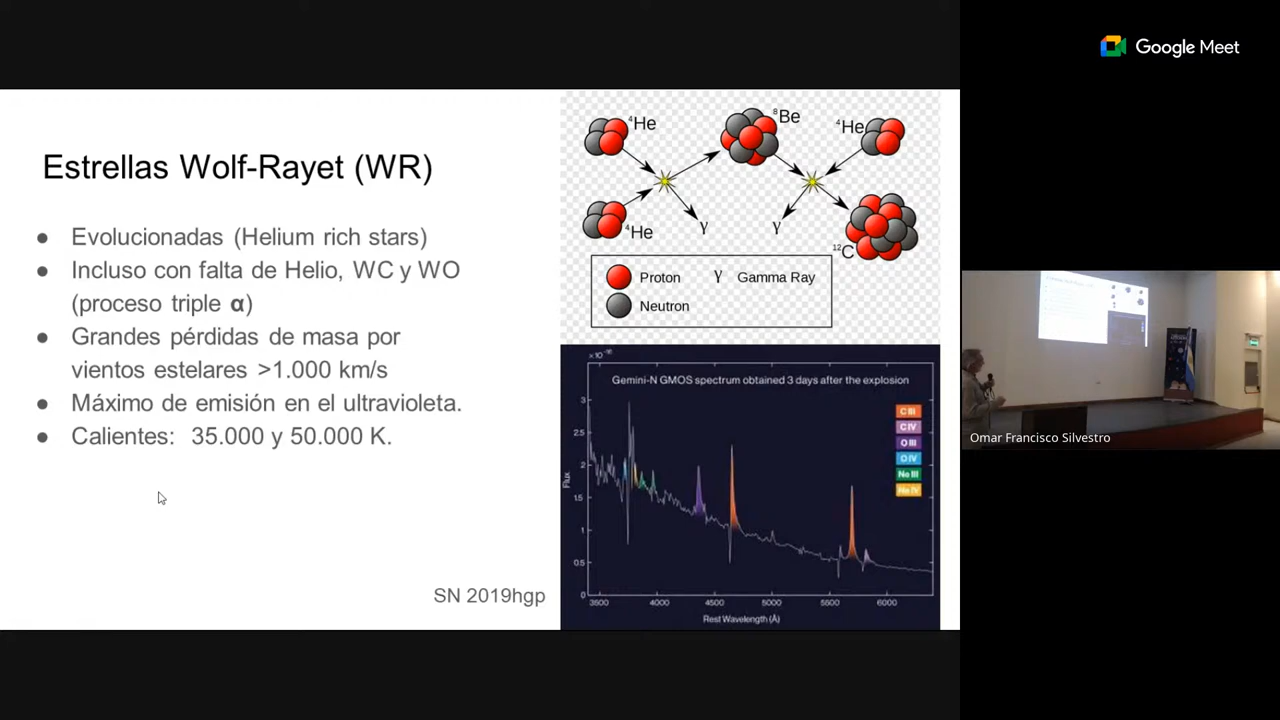 Google Meet
Estrellas Wolf-Rayet (WR)
● Evolucionadas (Helium rich stars)
● Incluso con falta de Helio, WC y WO
(proceso triple α)
● Grandes pérdidas de masa por
vientos estelares >1.000 km/s
● Máximo de emisión en el ultravioleta.
● Calientes: 35.000 y 50.000 K.
SN 2019hgp
⁴He
⁸Be
⁴He
⁴He
γ
γ
¹²C
Proton
γ Gamma Ray
Neutron
Gemini-N GMOS spectrum obtained 3 days after the explosion
C III
C IV
O III
O IV
Ne III
Ne IV
Flux
3
2.5
2
1.5
1
0.5
0
3500 4000 4500 5000 5500 6000
Rest Wavelength (Å)
Omar Francisco Silvestro